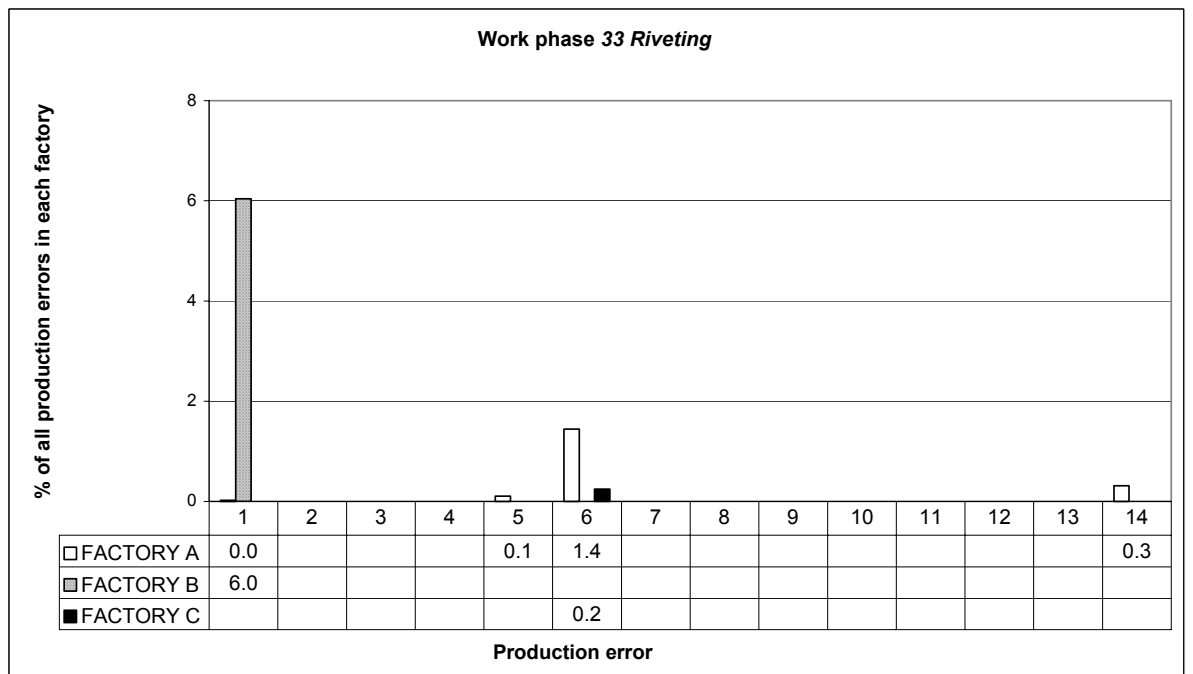 Work phase 33 Riveting
% of all production errors in each factory
8
6
4
2
0
1 2 3 4 5 6 7 8 9 10 11 12 13 14
FACTORY A 0.0 0.1 1.4 0.3
FACTORY B 6.0
FACTORY C 0.2
Production error